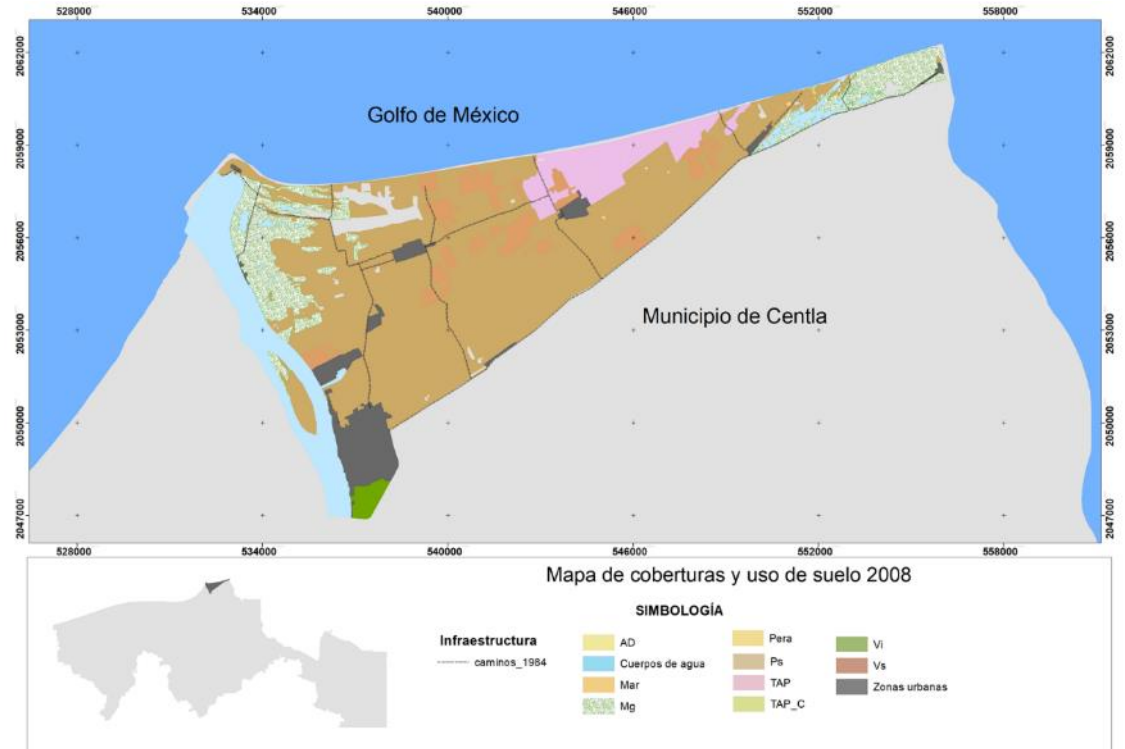 528000 534000 540000 546000 552000 558000
2062000 2062000
Golfo de México
2059000 2059000
2056000 2056000
Municipio de Centla
2053000 2053000
2050000 2050000
2047000 2047000
528000 534000 540000 546000 552000 558000
Mapa de coberturas y uso de suelo 2008
SIMBOLOGÍA
Infraestructura
caminos_1984
AD
Cuerpos de agua
Mar
Mg
Pera
Ps
TAP
TAP_C
Vi
Vs
Zonas urbanas